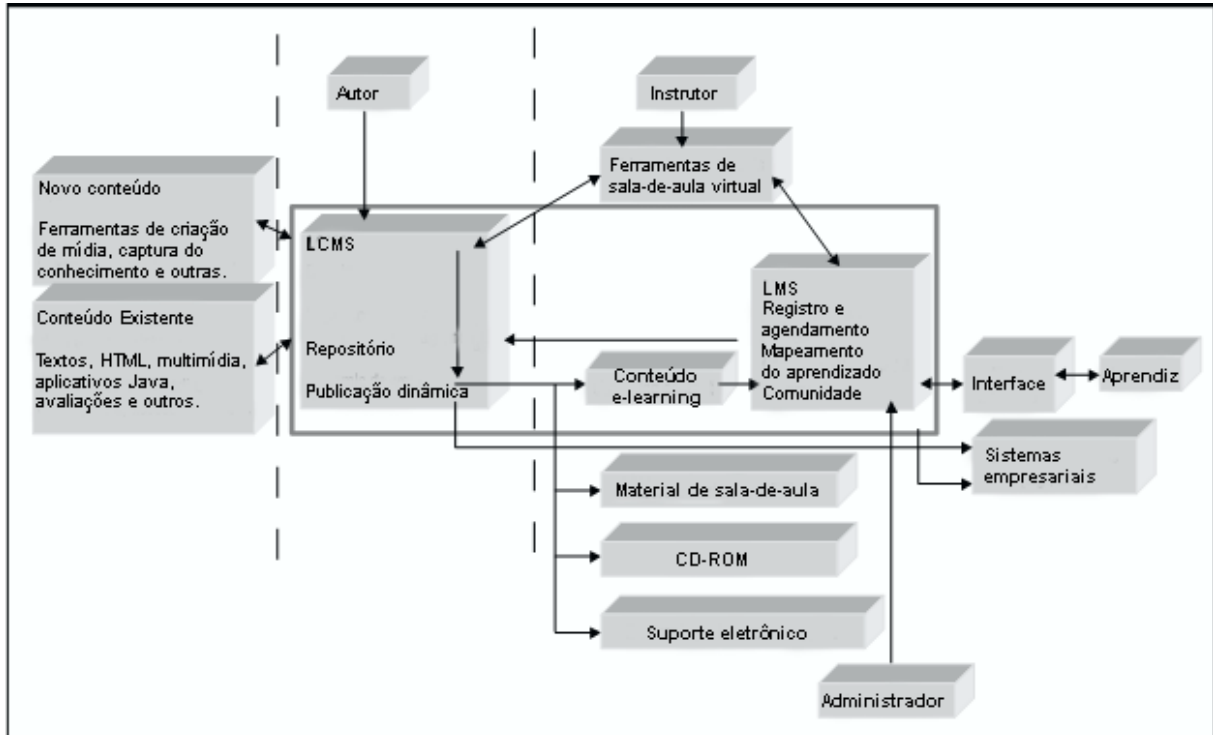 Autor
Instrutor
Ferramentas de
sala-de-aula virtual
Novo conteúdo
Ferramentas de criação
de mídia, captura do
conhecimento e outras.
Conteúdo Existente
Textos, HTML, multimídia,
aplicativos Java,
avaliações e outros.
LCMS
Repositório
Publicação dinâmica
Conteúdo
e-learning
LMS
Registro e
agendamento
Mapeamento
do aprizado
Comunidade
Interface
Aprendiz
Sistemas
empresariais
Material de sala-de-aula
CD-ROM
Suporte eletrônico
Administrador